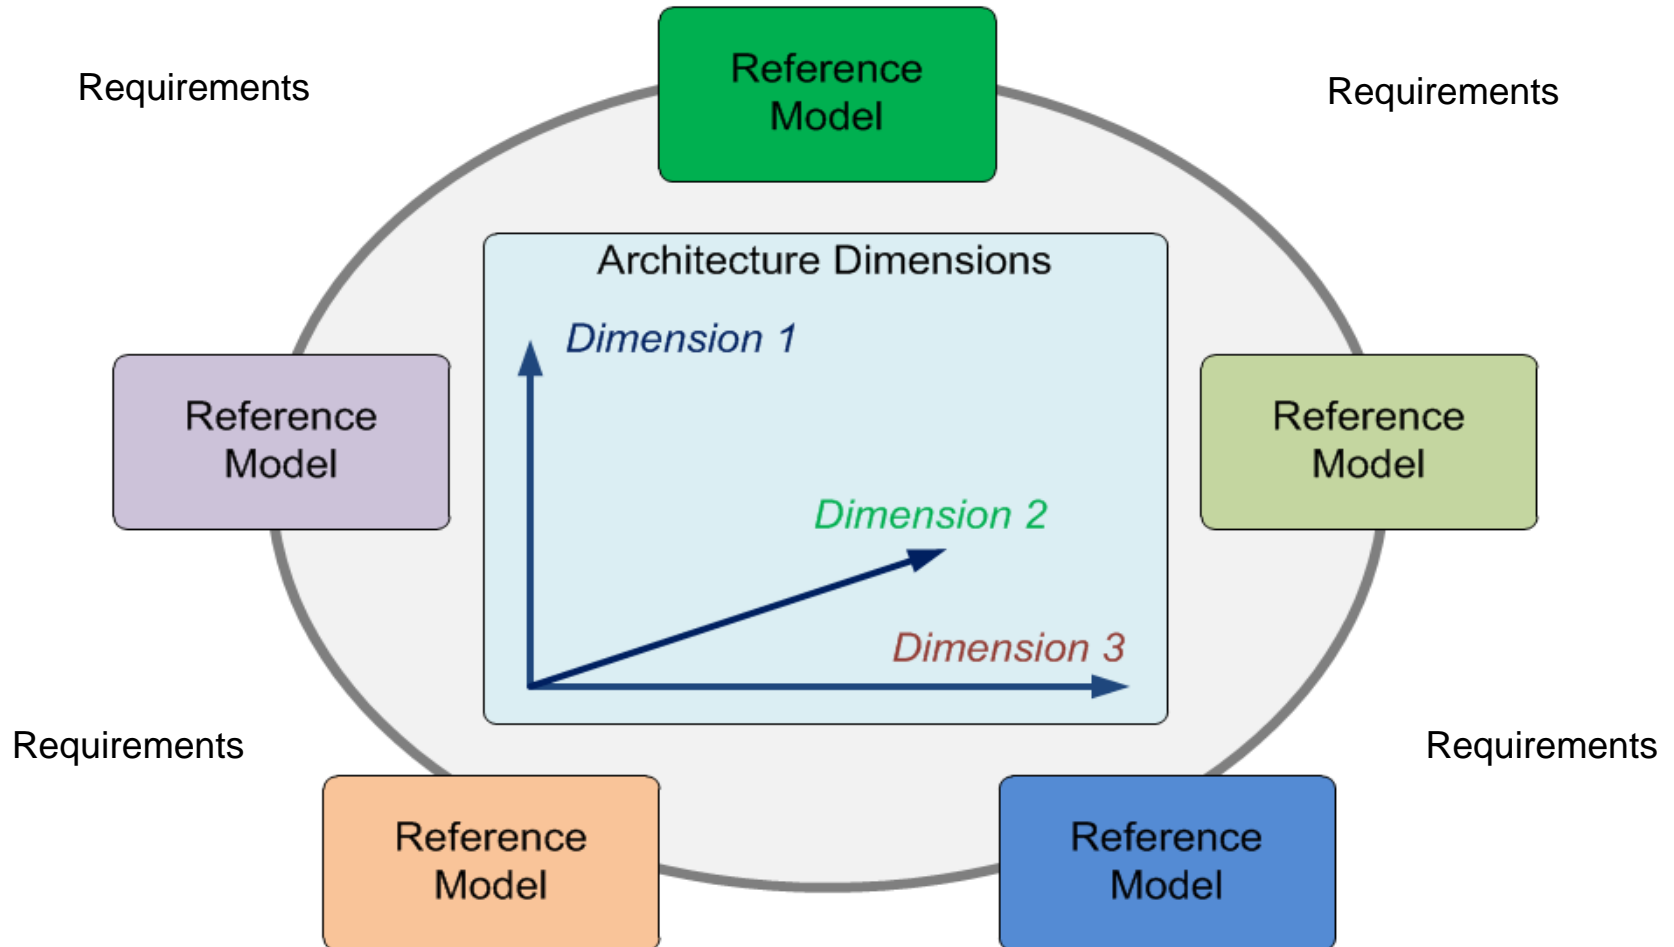 Reference
Model
Requirements
Requirements
Architecture Dimensions
Dimension 1
Reference
Model
Reference
Model
Dimension 2
Dimension 3
Requirements
Requirements
Reference
Model
Reference
Model